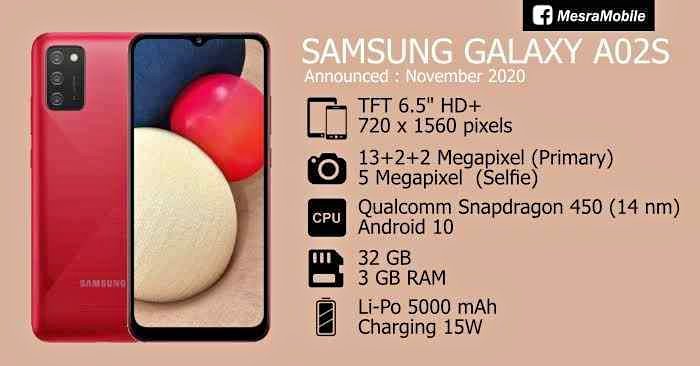 MesraMobile
SAMSUNG GALAXY A02S
Announced : November 2020
TFT 6.5" HD+
720 x 1560 pixels
13+2+2 Megapixel (Primary)
5 Megapixel (Selfie)
CPU
Qualcomm Snapdragon 450 (14 nm)
Android 10
32 GB
3 GB RAM
Li-Po 5000 mAh
Charging 15W
SAMSUNG